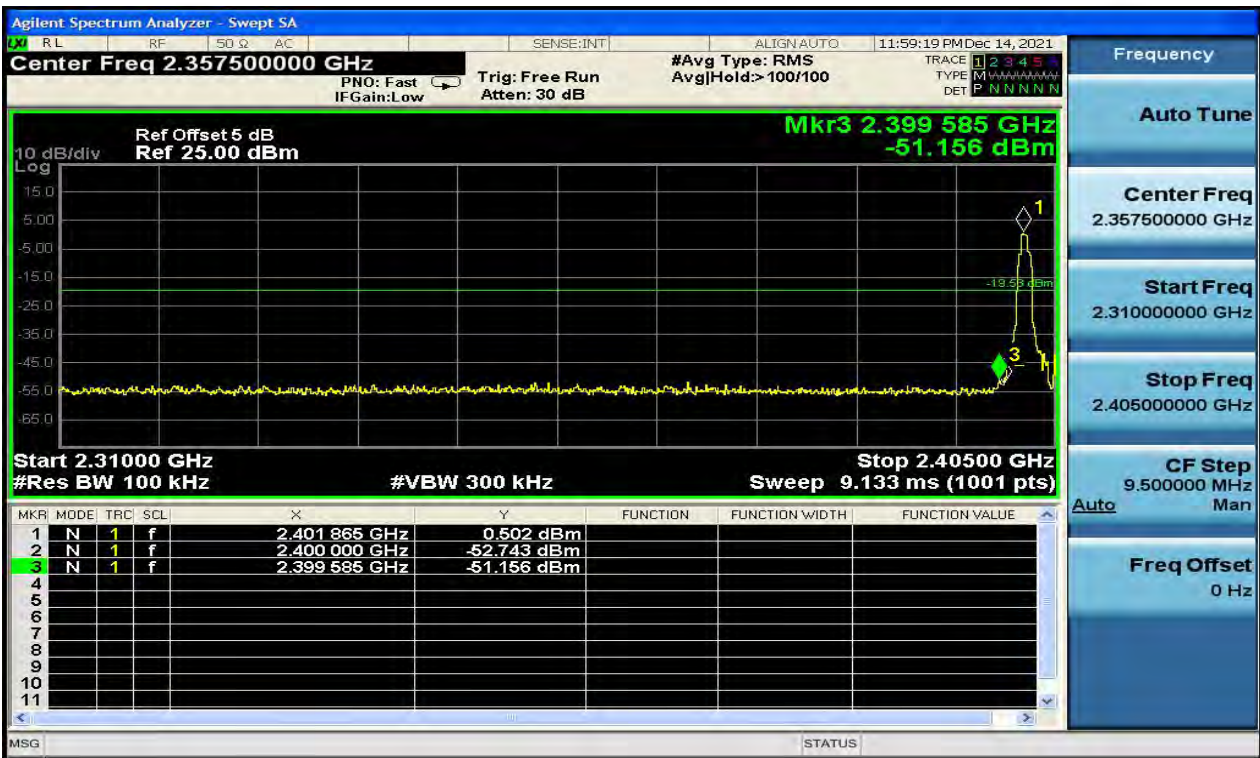 Agilent Spectrum Analyzer - Swept SA
LXI RL RF 50 Ω AC SENSE:INT ALIGN AUTO 11:59:19 PM Dec 14, 2021
Center Freq 2.357500000 GHz
PNO: Fast
IFGain:Low
Trig: Free Run
Atten: 30 dB
#Avg Type: RMS
Avg|Hold:>100/100
TRACE 1 2 3 4 5 6
TYPE M
DET P N N N N N
Mkr3 2.399 585 GHz
-51.156 dBm
Ref Offset 5 dB
10 dB/div Ref 25.00 dBm
Log
15.0
5.00
-5.00
-15.0
-25.0
-35.0
-45.0
-55.0
-65.0
1
-19.53 dBm
3
Start 2.31000 GHz Stop 2.40500 GHz
#Res BW 100 kHz #VBW 300 kHz Sweep 9.133 ms (1001 pts)
MKR MODE TRC SCL X Y FUNCTION FUNCTION WIDTH FUNCTION VALUE
1 N 1 f 2.401 865 GHz 0.502 dBm
2 N 1 f 2.400 000 GHz -52.743 dBm
3 N 1 f 2.399 585 GHz -51.156 dBm
4
5
6
7
8
9
10
11
MSG STATUS
Frequency
Auto Tune
Center Freq
2.357500000 GHz
Start Freq
2.310000000 GHz
Stop Freq
2.405000000 GHz
CF Step
9.500000 MHz
Auto Man
Freq Offset
0 Hz